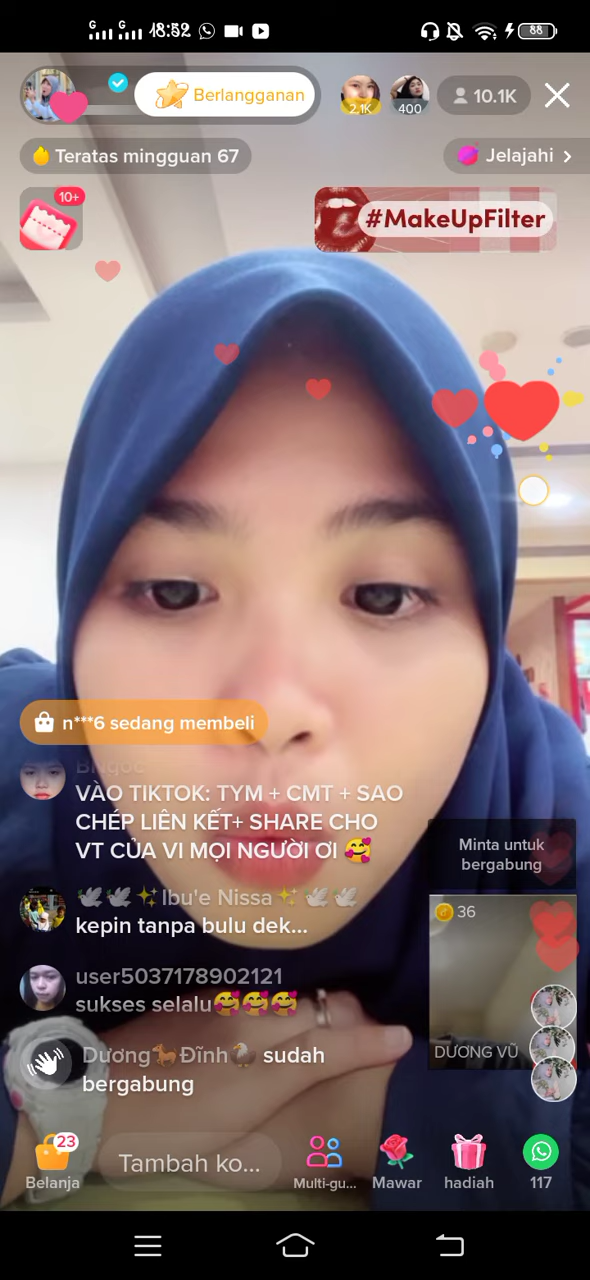 G G 18:52 88
Berlangganan 2,1K 400 10.1K
Teratas mingguan 67 Jelajahi >
10+
#MakeUpFilter
n***6 sedang membeli
BNgọc
VÀO TIKTOK: TYM + CMT + SAO
CHÉP LIÊN KẾT+ SHARE CHO
VT CỦA VI MỌI NGƯỜI ƠI 🥰
🕊️🕊️✨Ibu'e Nissa✨🕊️🕊️
kepin tanpa bulu dek...
user5037178902121
sukses selalu🥰🥰🥰
Dương🐎Đĩnh🦆 sudah
bergabung
Minta untuk
bergabung
36
DƯƠNG VŨ
23
Belanja
Tambah ko...
Multi-gu...
Mawar
hadiah
117